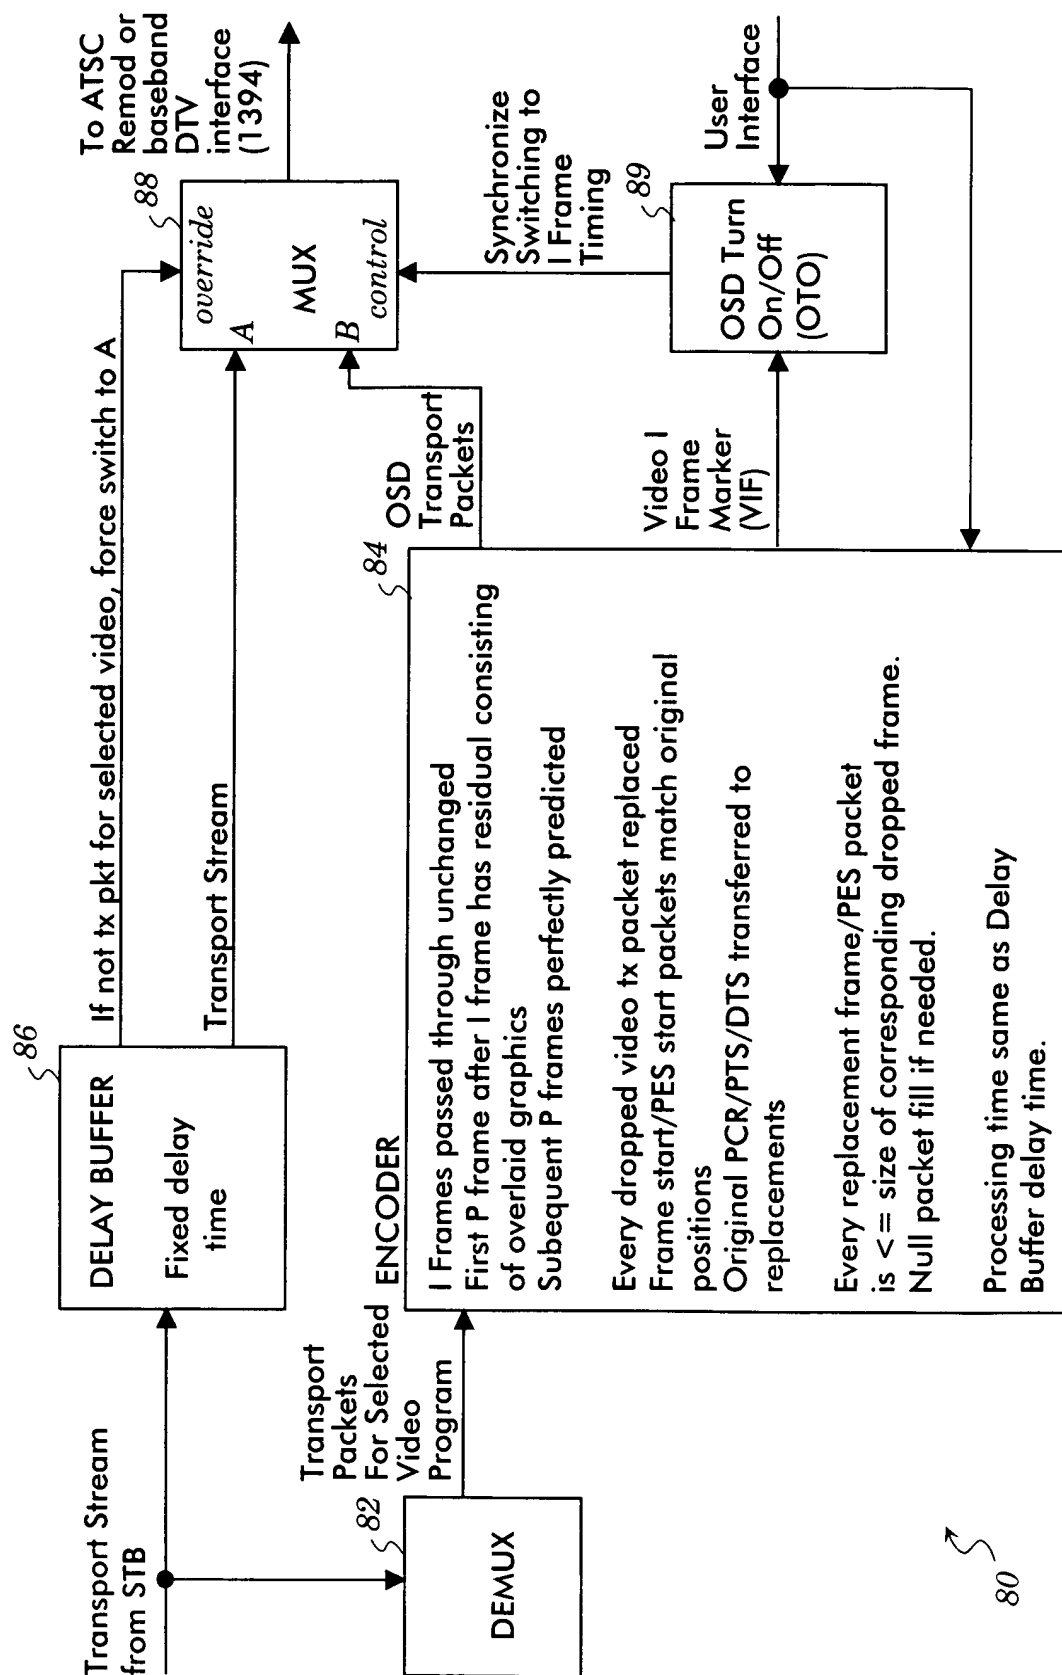 Transport Stream
from STB
DEMUX
82
Transport
Packets
For Selected
Video
Program
86
DELAY BUFFER
Fixed delay
time
If not tx pkt for selected video, force switch to A
Transport Stream
84
ENCODER
I Frames passed through unchanged
First P frame after I frame has residual consisting
of overlaid graphics
Subequent P frames perfectly predicted
Every dropped video tx packet replaced
Frame start/PES start packets match original
positions
Original PCR/PTS/DTS transferred to
replacements
Every replacement frame/PES packet
is <= size of corresponding dropped frame.
Null packet fill if needed.
Processing time same as Delay
Buffer delay time.
OSD
Transport
Packets
Video I
Frame
Marker
(VIF)
88
override
A
MUX
B
control
To ATSC
Remod or
baseband
DTV
interface
(1394)
Synchronize
Switching to
I Frame
Timing
89
OSD Turn
On/Off
(OTO)
User
Interface
80